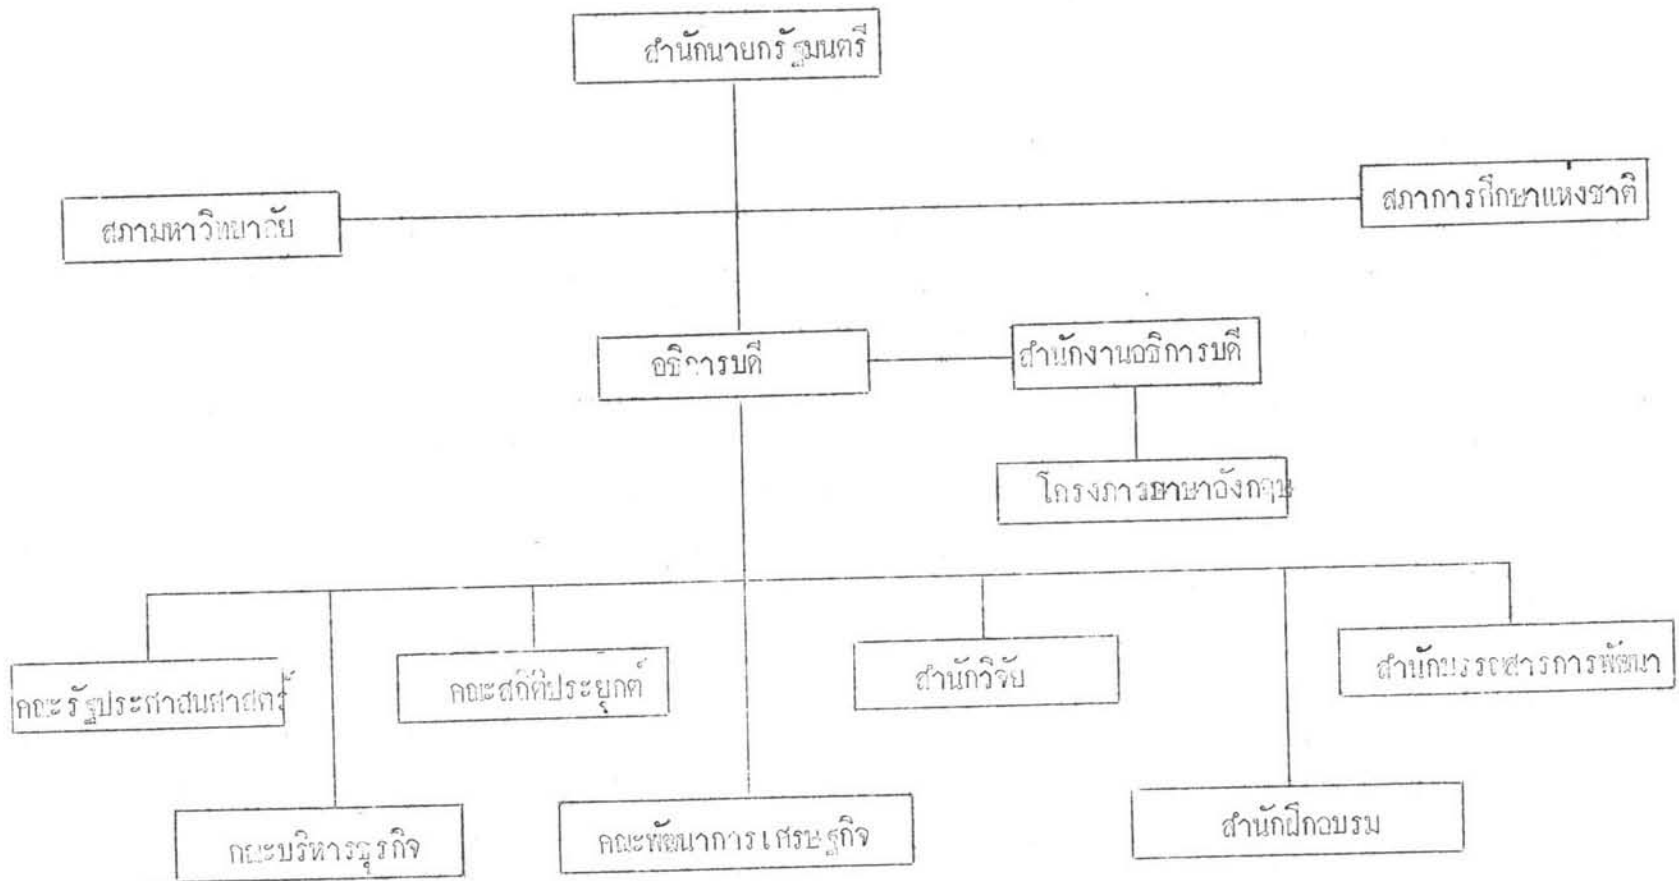 สำนักนายกรัฐมนตรี
สภามหาวิทยาลัย
สภาการศึกษาแห่งชาติ
อธิการบดี
สำนักงานอธิการบดี
โครงการภาษาอังกฤษ
คณะรัฐประศาสนศาสตร์
คณะสถิติประยุกต์
สำนักวิจัย
สำนักบรรณสารการพัฒนา
คณะบริหารธุรกิจ
คณะพัฒนาการเศรษฐกิจ
สำนักฝึกอบรม